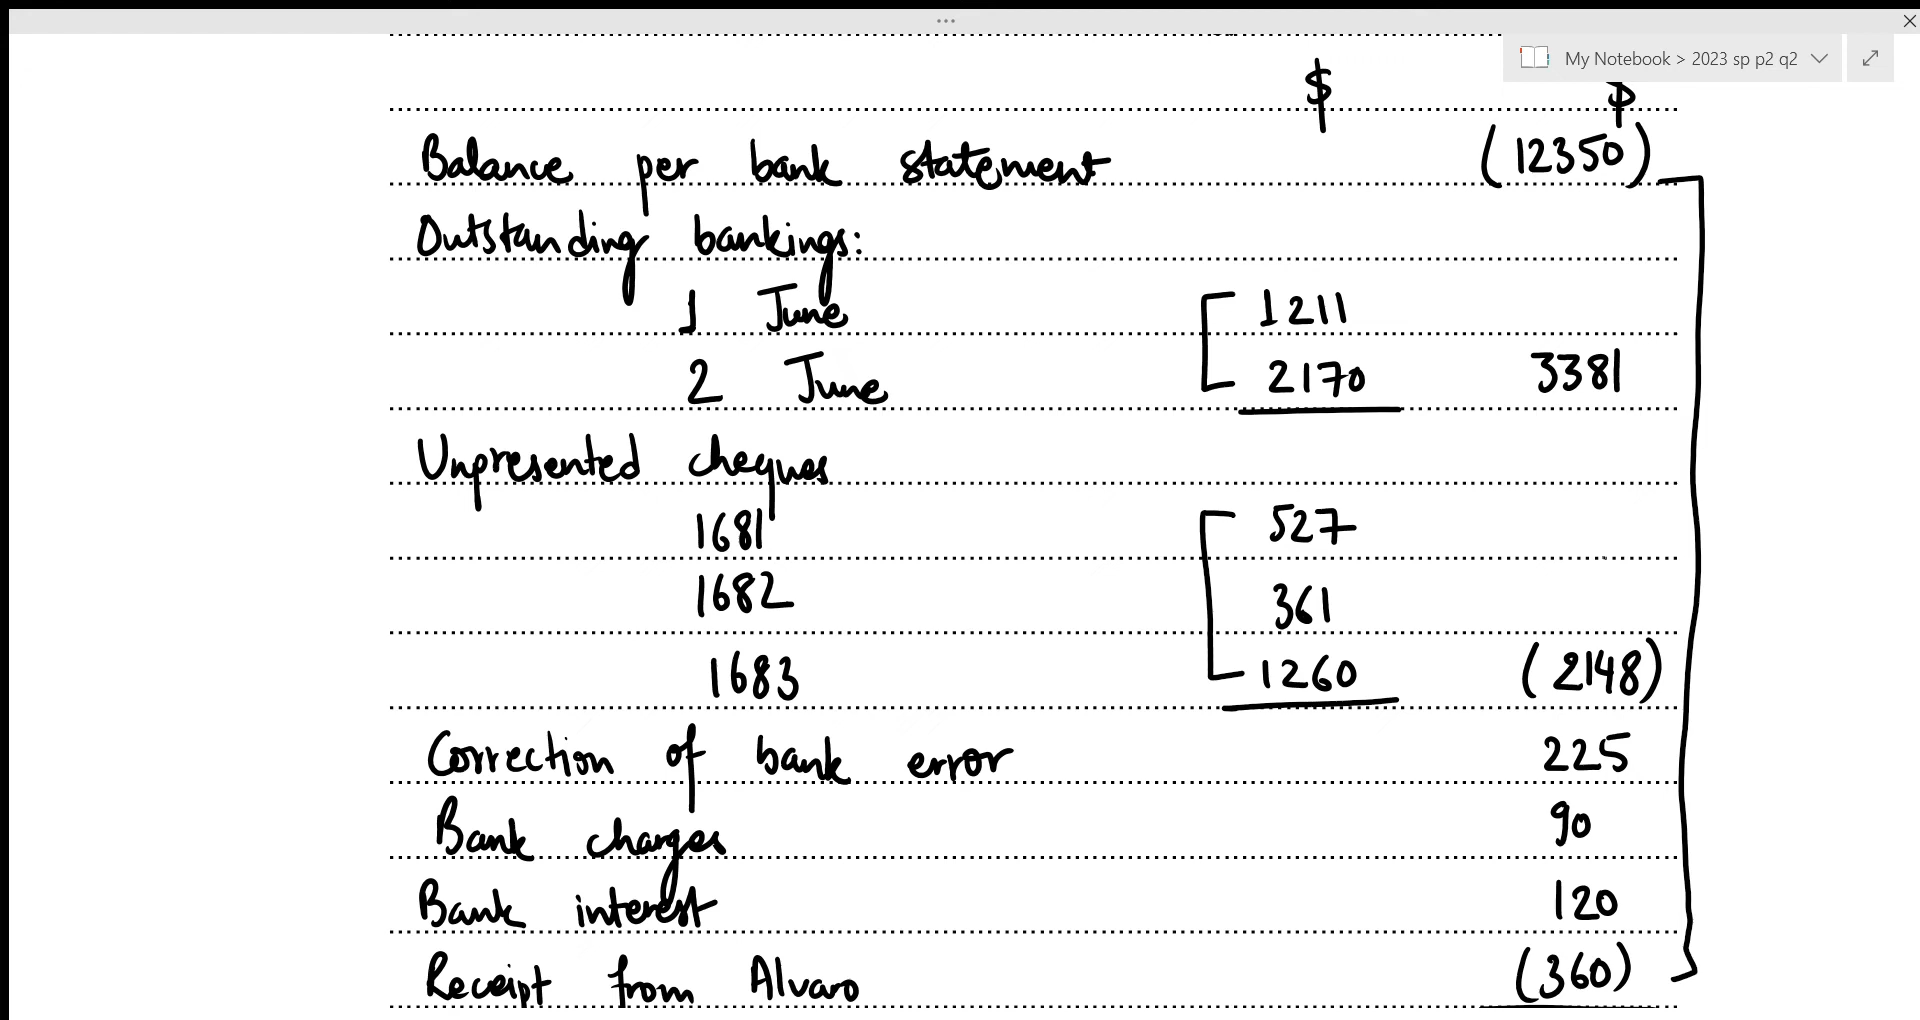 My Notebook > 2023 sp p2 q2
$ $
Balance per bank statement (12350)
Outstanding bankings:
1 June 1211
2 June 2170 3381
Unpresented cheques
1681 527
1682 361
1683 1260 (2148)
Correction of bank error 225
Bank charges 90
Bank interest 120
Receipt from Alvaro (360)